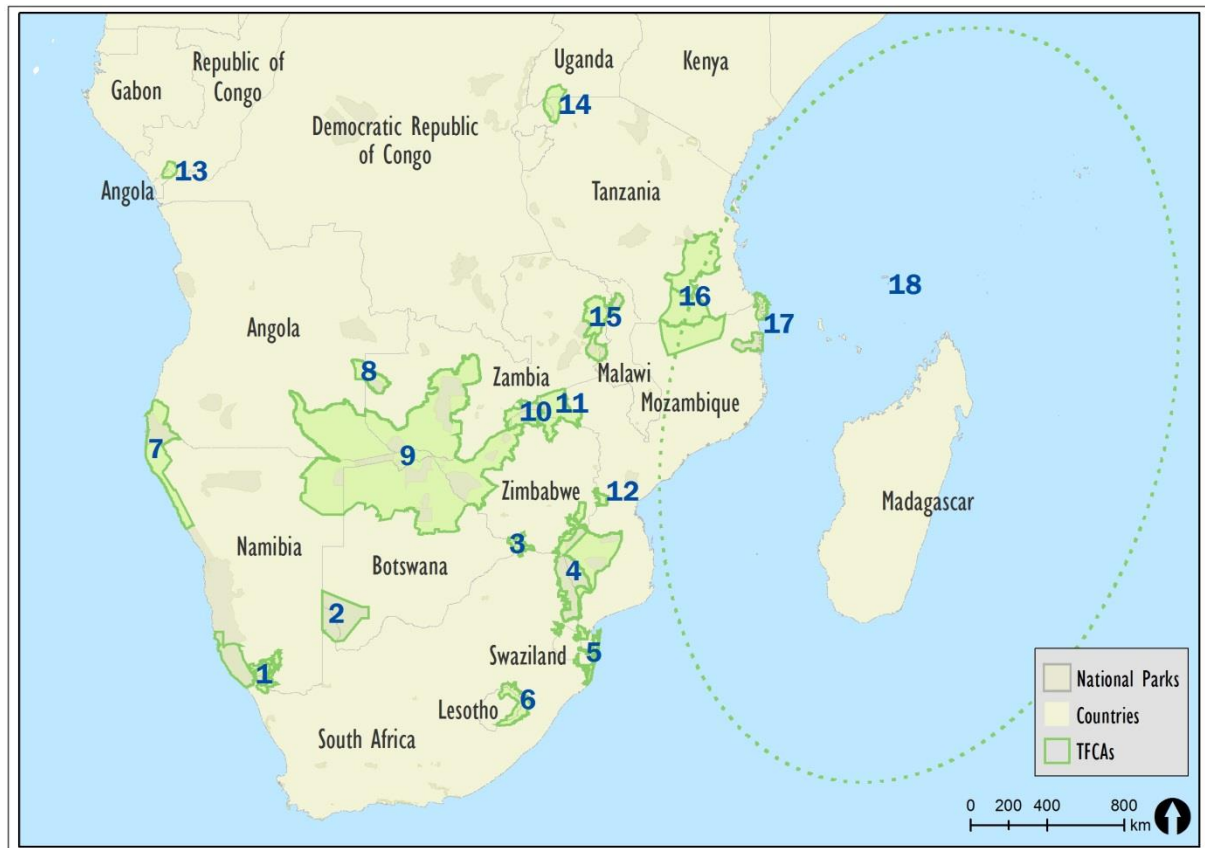 Uganda
Kenya
Republic of
Congo
Gabon
14
Democratic Republic
of Congo
13
Angola
Tanzania
18
16
17
15
Angola
8
Zambia
Malawi
Mozambique
10
11
7
9
Zimbabwe
12
Madagascar
Namibia
3
Botswana
4
2
Swaziland
5
1
Lesotho
6
South Africa
National Parks
Countries
TFCAs
0 200 400 800
km